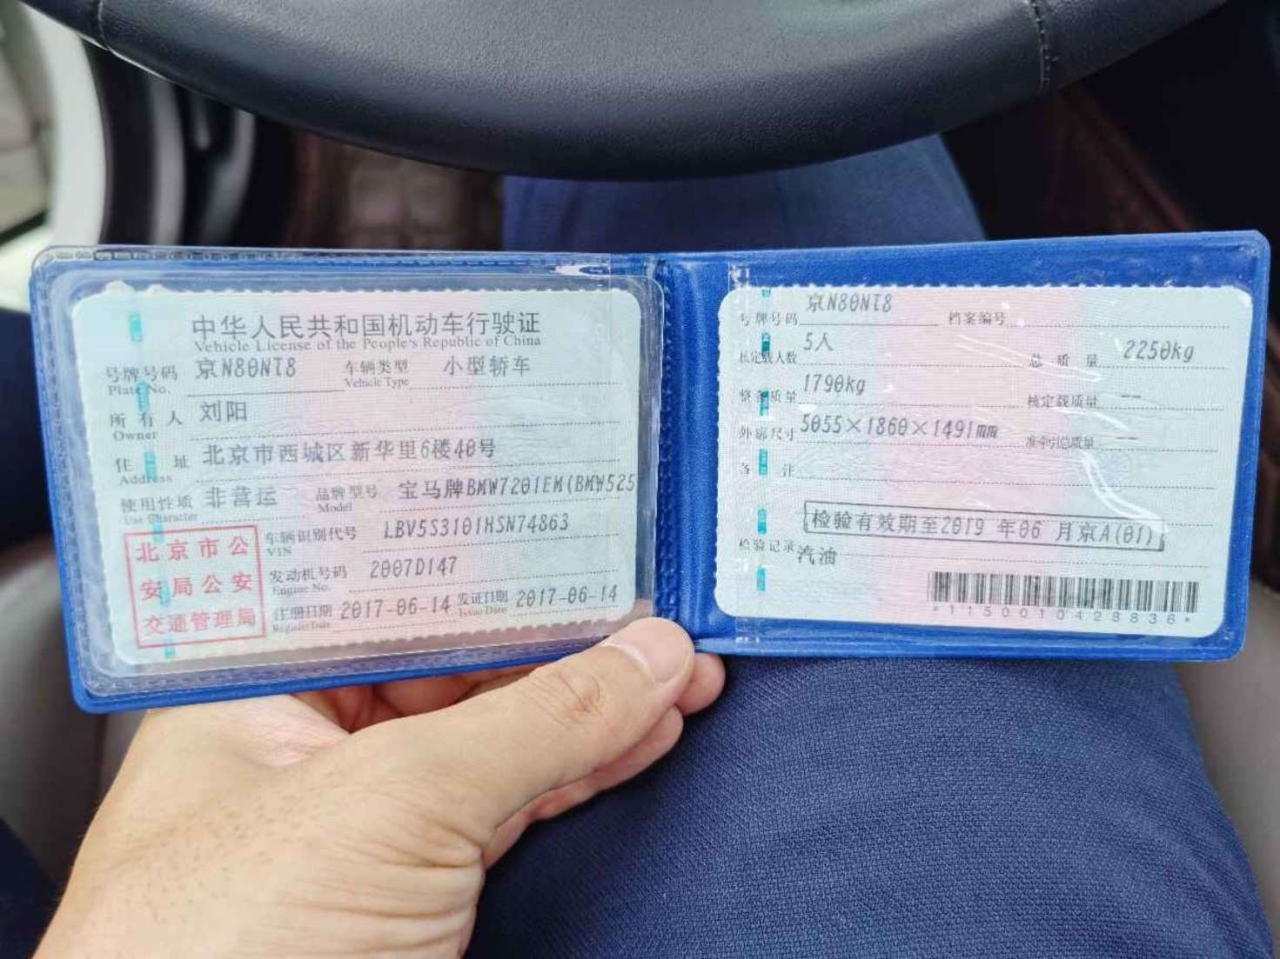 中华人民共和国机动车行驶证
Vehicle License of the People's Republic of China
号牌号码 京N80NT8 车辆类型 小型轿车
Plate No. Vehicle Type
所有人 刘阳
Owner
住址 北京市西城区新华里6楼40号
Address
使用性质 非营运 品牌型号 宝马牌BMW7201EM(BMW525
Use Character Model
北京市公
安局公安
交通管理局
车辆识别代号 LBV5S3101HSN74863
VIN
发动机号码 2007D147
Engine No.
注册日期 2017-06-14 发证日期 2017-06-14
Register Date Issue Date
号牌号码 京N80NT8 档案编号
核定载人数 5人 总质量 2250kg
整备质量 1790kg 核定载质量 --
外廓尺寸 5055×1860×1491mm 准牵引总质量 --
备注
检验有效期至2019年06月京A(01)
检验记录 汽油
*1150010428836*